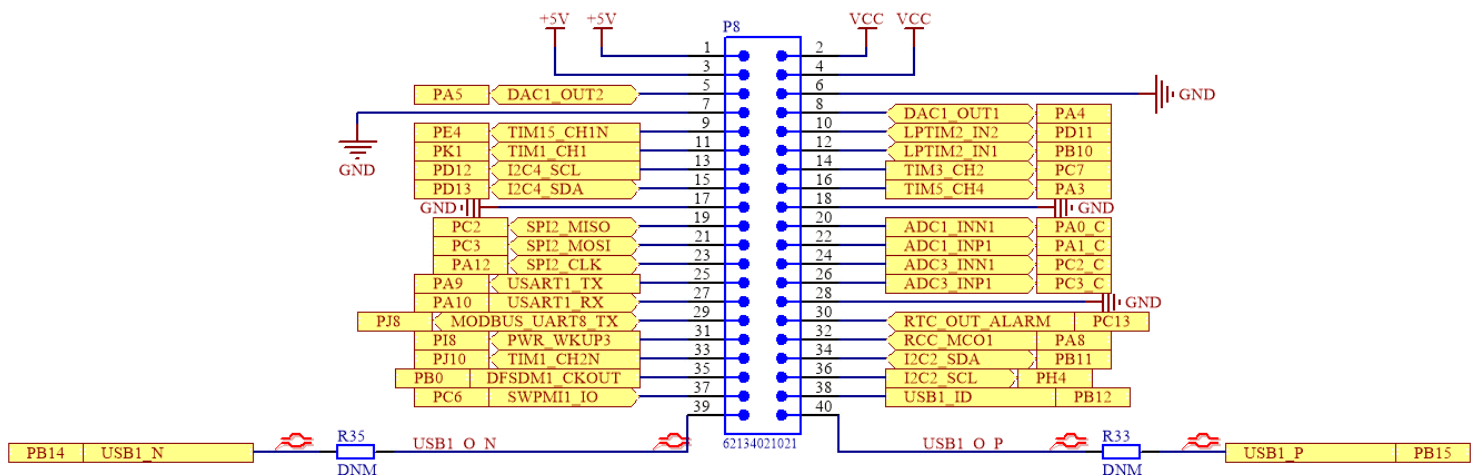 +5V +5V P8 VCC VCC
1 2
3 4
PA5 DAC1_OUT2 5 6 GND
7 8 DAC1_OUT1 PA4
PE4 TIM15_CH1N 9 10 LPTIM2_IN2 PD11
PK1 TIM1_CH1 11 12 LPTIM2_IN1 PB10
GND
PD12 I2C4_SCL 13 14 TIM3_CH2 PC7
PD13 I2C4_SDA 15 16 TIM5_CH4 PA3
GND 17 18 GND
PC2 SPI2_MISO 19 20 ADC1_INN1 PA0_C
PC3 SPI2_MOSI 21 22 ADC1_INP1 PA1_C
PA12 SPI2_CLK 23 24 ADC3_INN1 PC2_C
PA9 USART1_TX 25 26 ADC3_INP1 PC3_C
PA10 USART1_RX 27 28 GND
PJ8 MODBUS_UART8_TX 29 30 RTC_OUT_ALARM PC13
PI8 PWR_WKUP3 31 32 RCC_MCO1 PA8
PJ10 TIM1_CH2N 33 34 I2C2_SDA PB11
PB0 DFSDM1_CKOUT 35 36 I2C2_SCL PH4
PC6 SWPMI1_IO 37 38 USB1_ID PB12
39 40
62134021021
R35 USB1_O_N USB1_O_P R33
PB14 USB1_N USB1_P PB15
DNM DNM